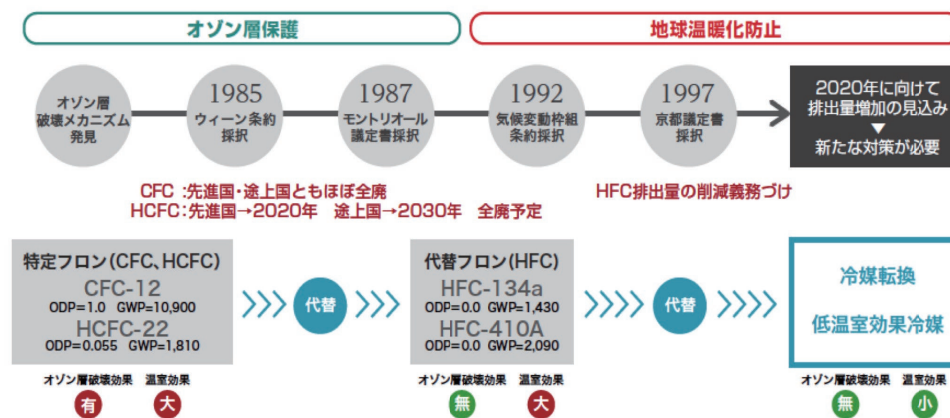 オゾン層保護
地球温暖化防止
オゾン層
破壊メカニズム
発見
1985
ウィーン条約
採択
1987
モントリオール
議定書採択
1992
気候変動枠組
条約採択
1997
京都議定書
採択
2020年に向けて
排出量増加の見込み
▼
新たな対策が必要
CFC :先進国・途上国ともほぼ全廃
HCFC:先進国→2020年 途上国→2030年 全廃予定
HFC排出量の削減義務づけ
特定フロン(CFC、HCFC)
CFC-12
ODP=1.0 GWP=10,900
HCFC-22
ODP=0.055 GWP=1,810
代替
代替フロン(HFC)
HFC-134a
ODP=0.0 GWP=1,430
HFC-410A
ODP=0.0 GWP=2,090
代替
冷媒転換
低温室効果冷媒
オゾン層破壊効果 温室効果
有 大
オゾン層破壊効果 温室効果
無 大
オゾン層破壊効果 温室効果
無 小